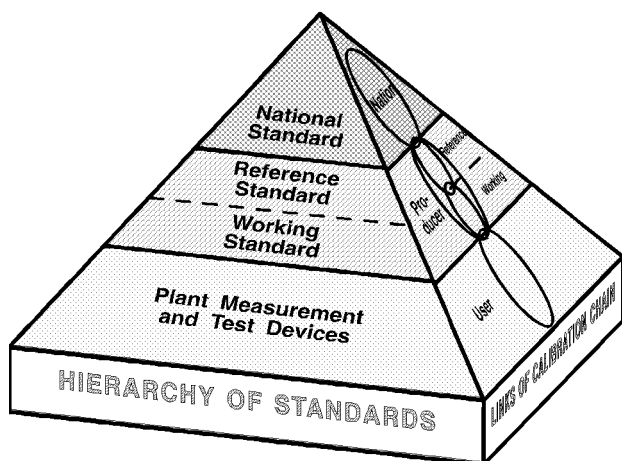 National
Standard
Reference
Standard
Working
Standard
Plant Measurement
and Test Devices
HIERARCHY OF STANDARDS
Nation
Reference
Working
Pro-
ducer
User
LINKS OF CALIBRATION CHAIN